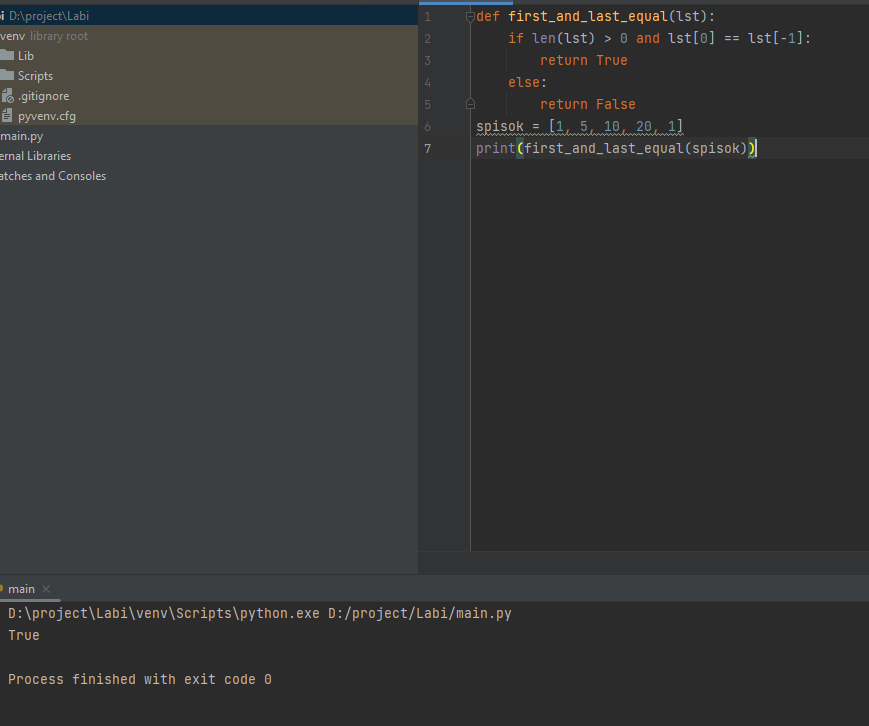 i D:\project\Labi
venv library root
Lib
Scripts
.gitignore
pyvenv.cfg
main.py
ernal Libraries
atches and Consoles
1 def first_and_last_equal(lst):
2 if len(lst) > 0 and lst[0] == lst[-1]:
3 return True
4 else:
5 return False
6 spisok = [1, 5, 10, 20, 1]
7 print(first_and_last_equal(spisok))
main
D:\project\Labi\venv\Scripts\python.exe D:/project/Labi/main.py
True
Process finished with exit code 0